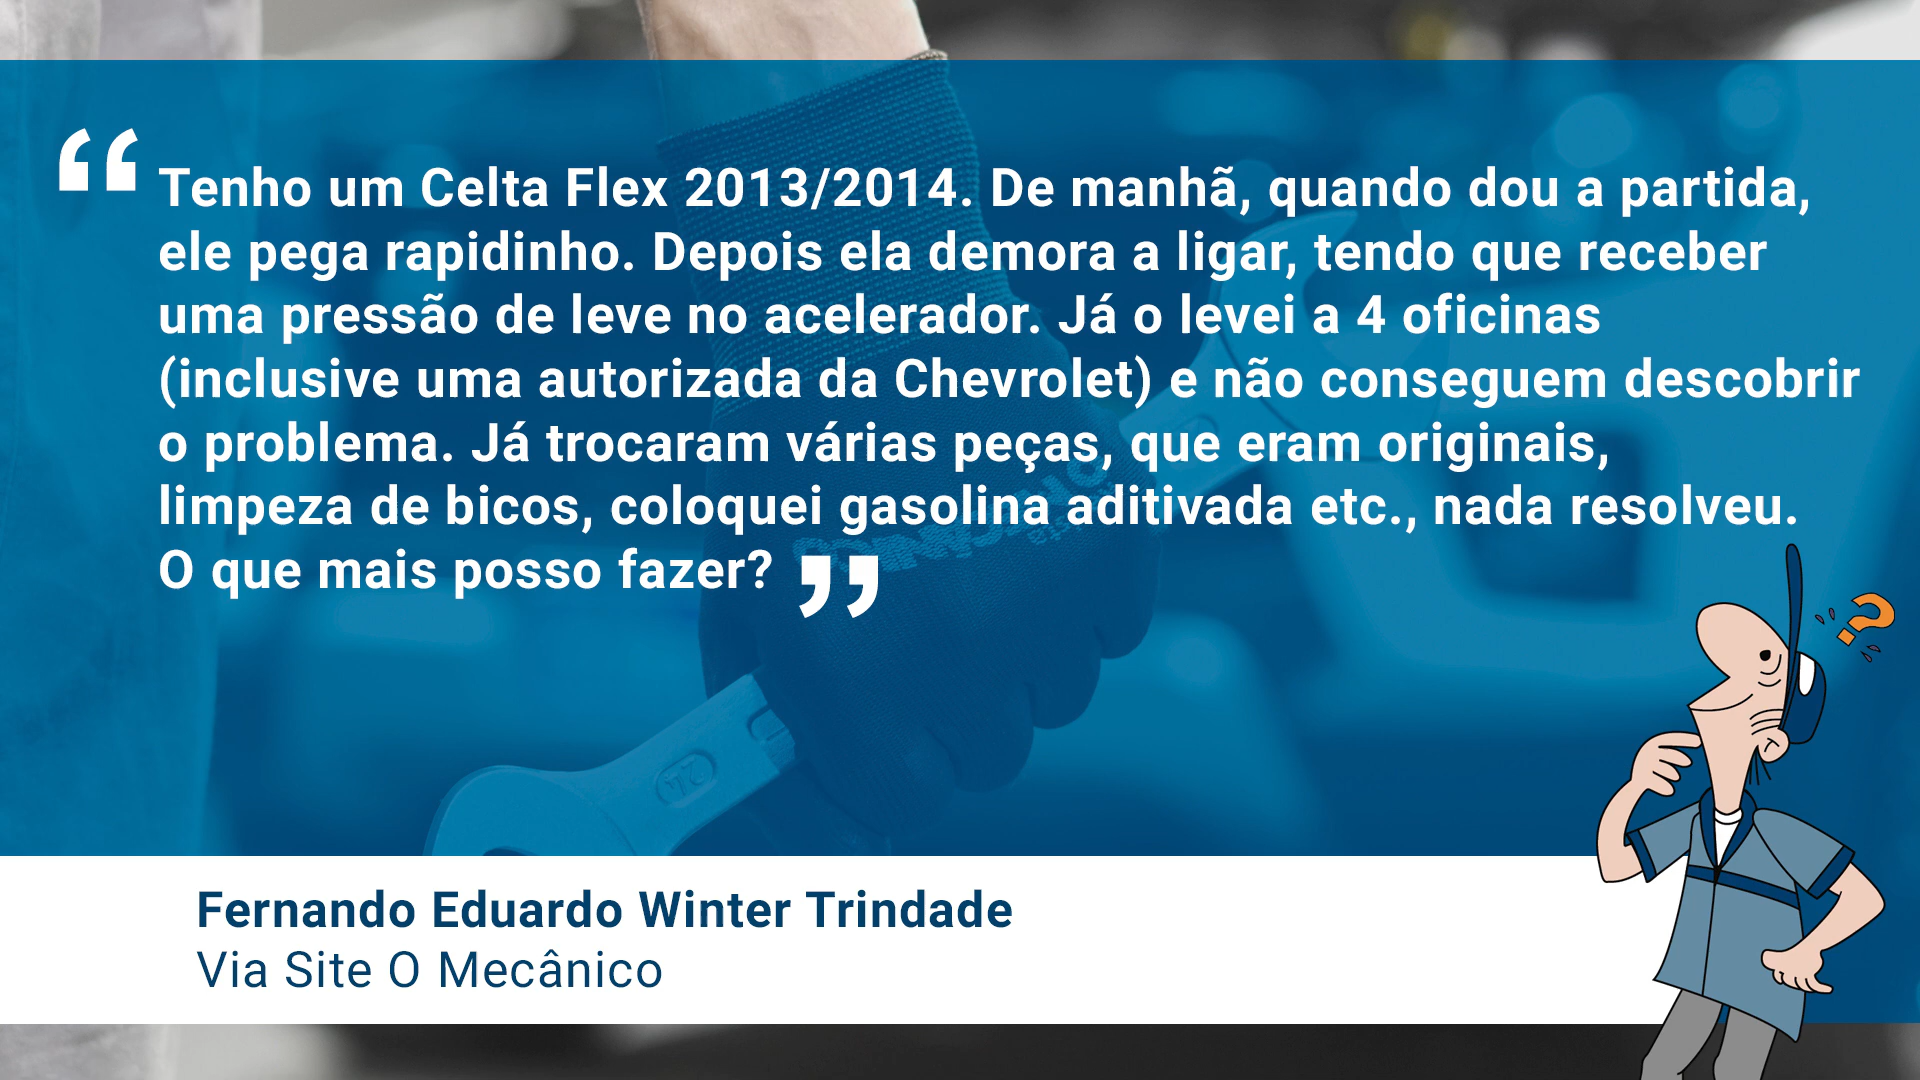 “Tenho um Celta Flex 2013/2014. De manhã, quando dou a partida,
ele pega rapidinho. Depois ela demora a ligar, tendo que receber
uma pressão de leve no acelerador. Já o levei a 4 oficinas
(inclusive uma autorizada da Chevrolet) e não conseguem descobrir
o problema. Já trocaram várias peças, que eram originais,
limpeza de bicos, coloquei gasolina aditivada etc., nada resolveu.
O que mais posso fazer?”
?
Fernando Eduardo Winter Trindade
Via Site O Mecânico